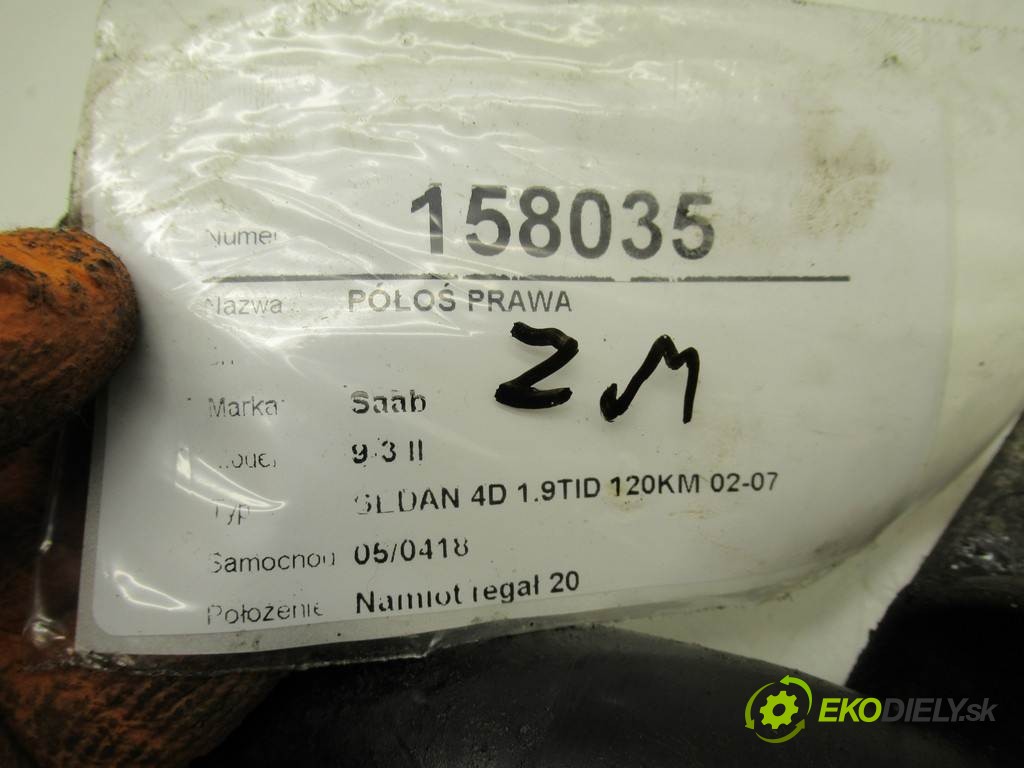 Numer 158035
Nazwa: PÓŁOŚ PRAWA
ZM
Marka: Saab
9-3 II
Typ SEDAN 4D 1.9TID 120KM 02-07
Samochód 05/0418
Położenie Namiot regał 20
EKODIELY.sk